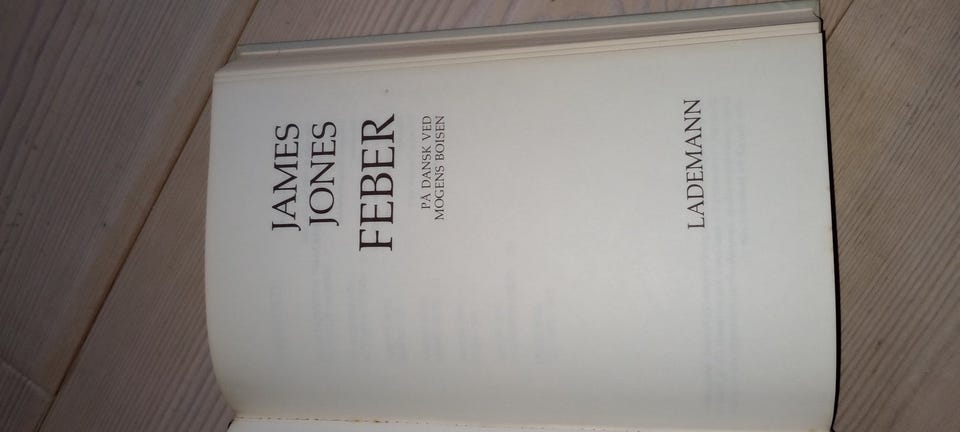 JAMES
JONES
FEBER
PÅ DANSK VED
MOGENS BOISEN
LADEMANN